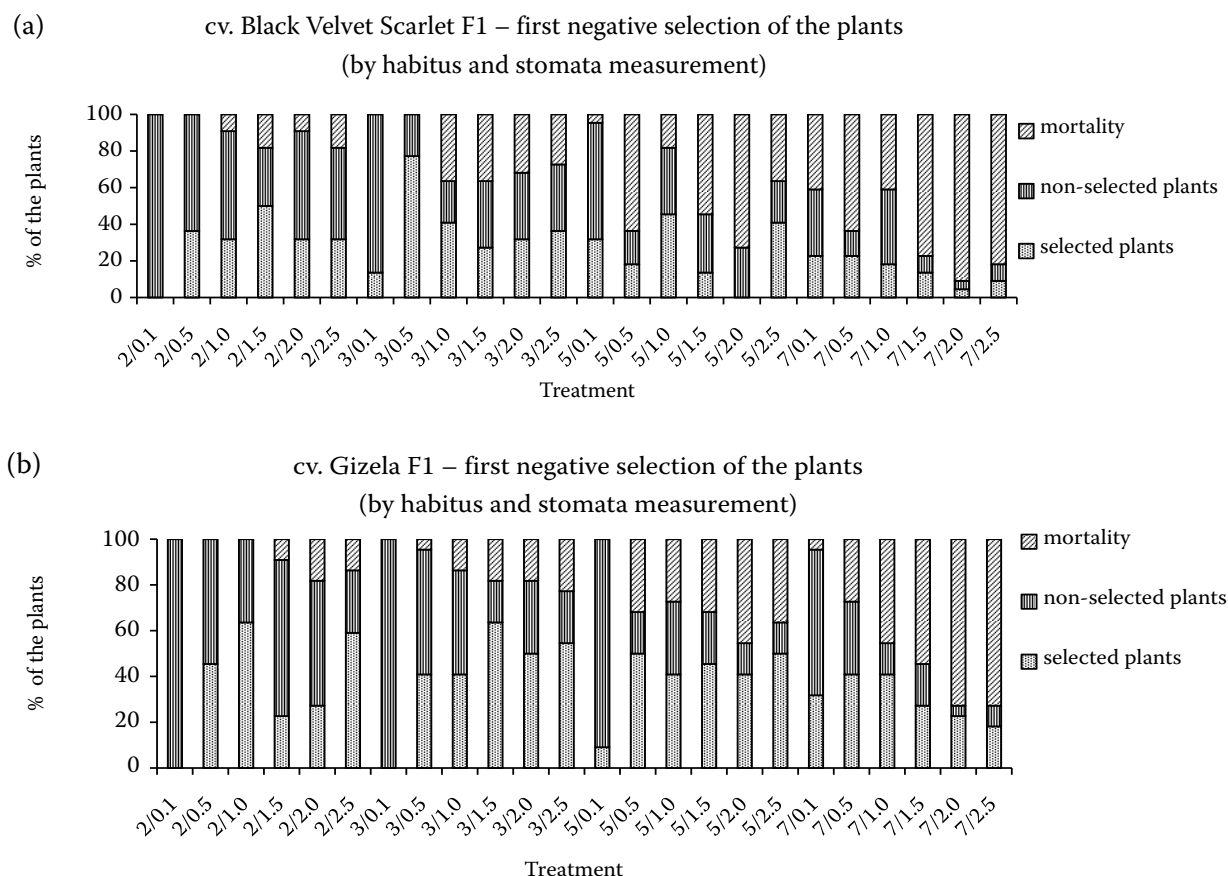 (a)
cv. Black Velvet Scarlet F1 – first negative selection of the plants
(by habitus and stomata measurement)
% of the plants
100
80
60
40
20
0
mortality
non-selected plants
selected plants
2/0.1 2/0.5 2/1.0 2/1.5 2/2.0 2/2.5 3/0.1 3/0.5 3/1.0 3/1.5 3/2.0 3/2.5 5/0.1 5/0.5 5/1.0 5/1.5 5/2.0 5/2.5 7/0.1 7/0.5 7/1.0 7/1.5 7/2.0 7/2.5
Treatment
(b)
cv. Gizela F1 – first negative selection of the plants
(by habitus and stomata measurement)
% of the plants
100
80
60
40
20
0
mortality
non-selected plants
selected plants
2/0.1 2/0.5 2/1.0 2/1.5 2/2.0 2/2.5 3/0.1 3/0.5 3/1.0 3/1.5 3/2.0 3/2.5 5/0.1 5/0.5 5/1.0 5/1.5 5/2.0 5/2.5 7/0.1 7/0.5 7/1.0 7/1.5 7/2.0 7/2.5
Treatment